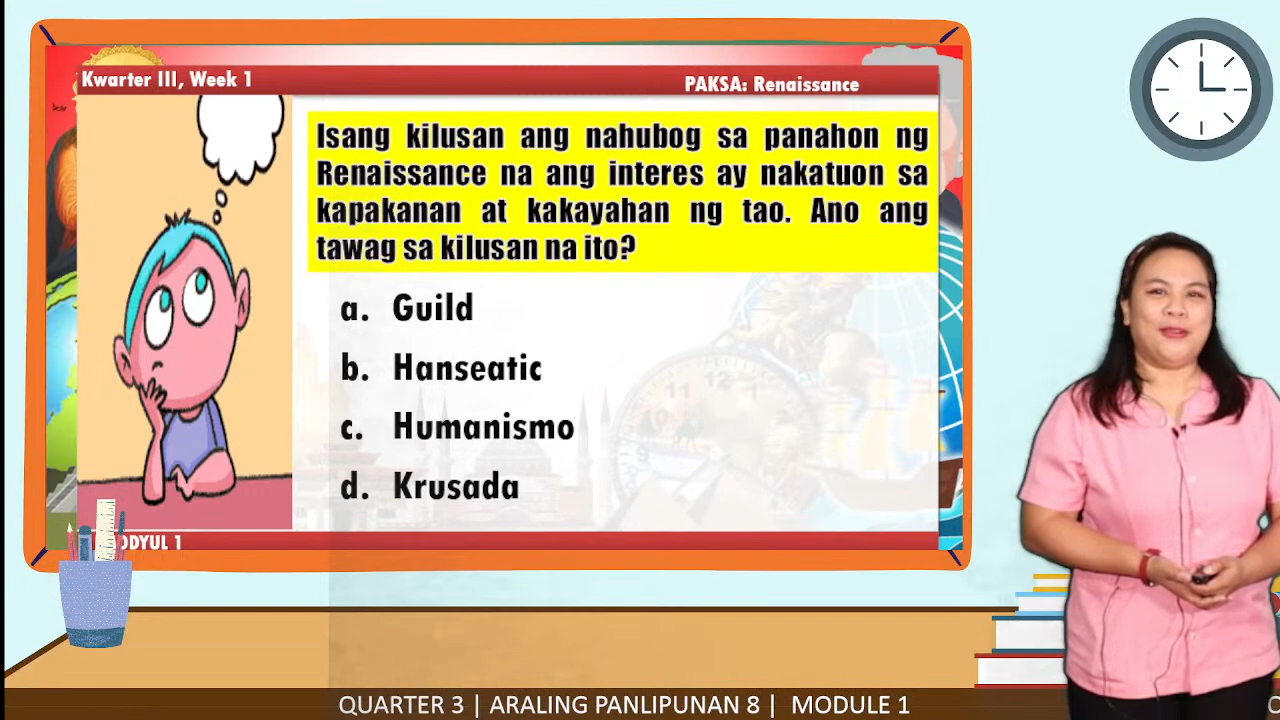 Kwarter III, Week 1
PAKSA: Renaissance
Isang kilusan ang nahubog sa panahon ng
Renaissance na ang interes ay nakatuon sa
kapakanan at kakayahan ng tao. Ano ang
tawag sa kilusan na ito?
a. Guild
b. Hanseatic
c. Humanismo
d. Krusada
ODYUL 1
QUARTER 3 | ARALING PANLIPUNAN 8 | MODULE 1